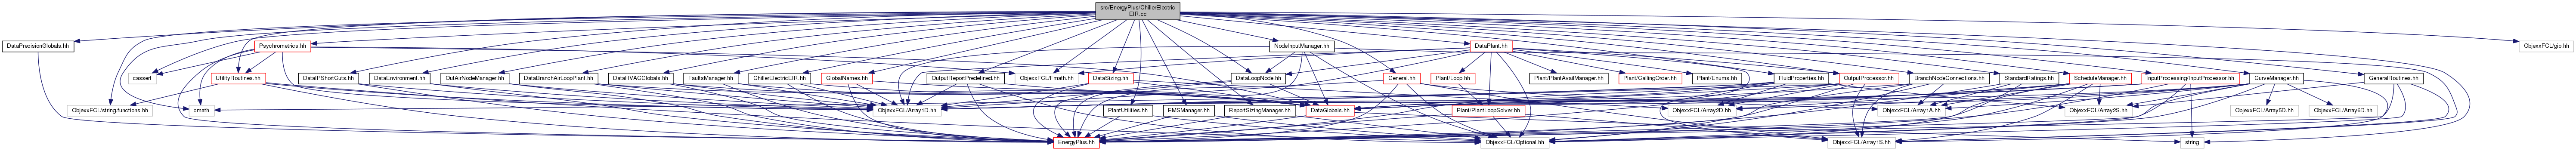 src/EnergyPlus/ChillerElectric
EIR.cc
DataPrecisionGlobals.hh
Psychrometrics.hh
NodeInputManager.hh
DataPlant.hh
ObjexxFCL/gio.hh
cassert
UtilityRoutines.hh
DataIPShortCuts.hh
DataEnvironment.hh
OutAirNodeManager.hh
DataBranchAirLoopPlant.hh
DataHVACGlobals.hh
FaultsManager.hh
ChillerElectricEIR.hh
GlobalNames.hh
OutputReportPredefined.hh
ObjexxFCL/Fmath.hh
DataSizing.hh
DataLoopNode.hh
General.hh
Plant/Loop.hh
Plant/PlantAvailManager.hh
Plant/CallingOrder.hh
Plant/Enums.hh
FluidProperties.hh
OutputProcessor.hh
BranchNodeConnections.hh
StandardRatings.hh
ScheduleManager.hh
InputProcessing/InputProcessor.hh
CurveManager.hh
GeneralRoutines.hh
ObjexxFCL/string.functions.hh
cmath
ObjexxFCL/Array1D.hh
PlantUtilities.hh
EMSManager.hh
ReportSizingManager.hh
DataGlobals.hh
ObjexxFCL/Array2D.hh
Plant/PlantLoopSolver.hh
ObjexxFCL/Array1A.hh
ObjexxFCL/Array2S.hh
ObjexxFCL/Array5D.hh
ObjexxFCL/Array6D.hh
EnergyPlus.hh
ObjexxFCL/Optional.hh
ObjexxFCL/Array1S.hh
string